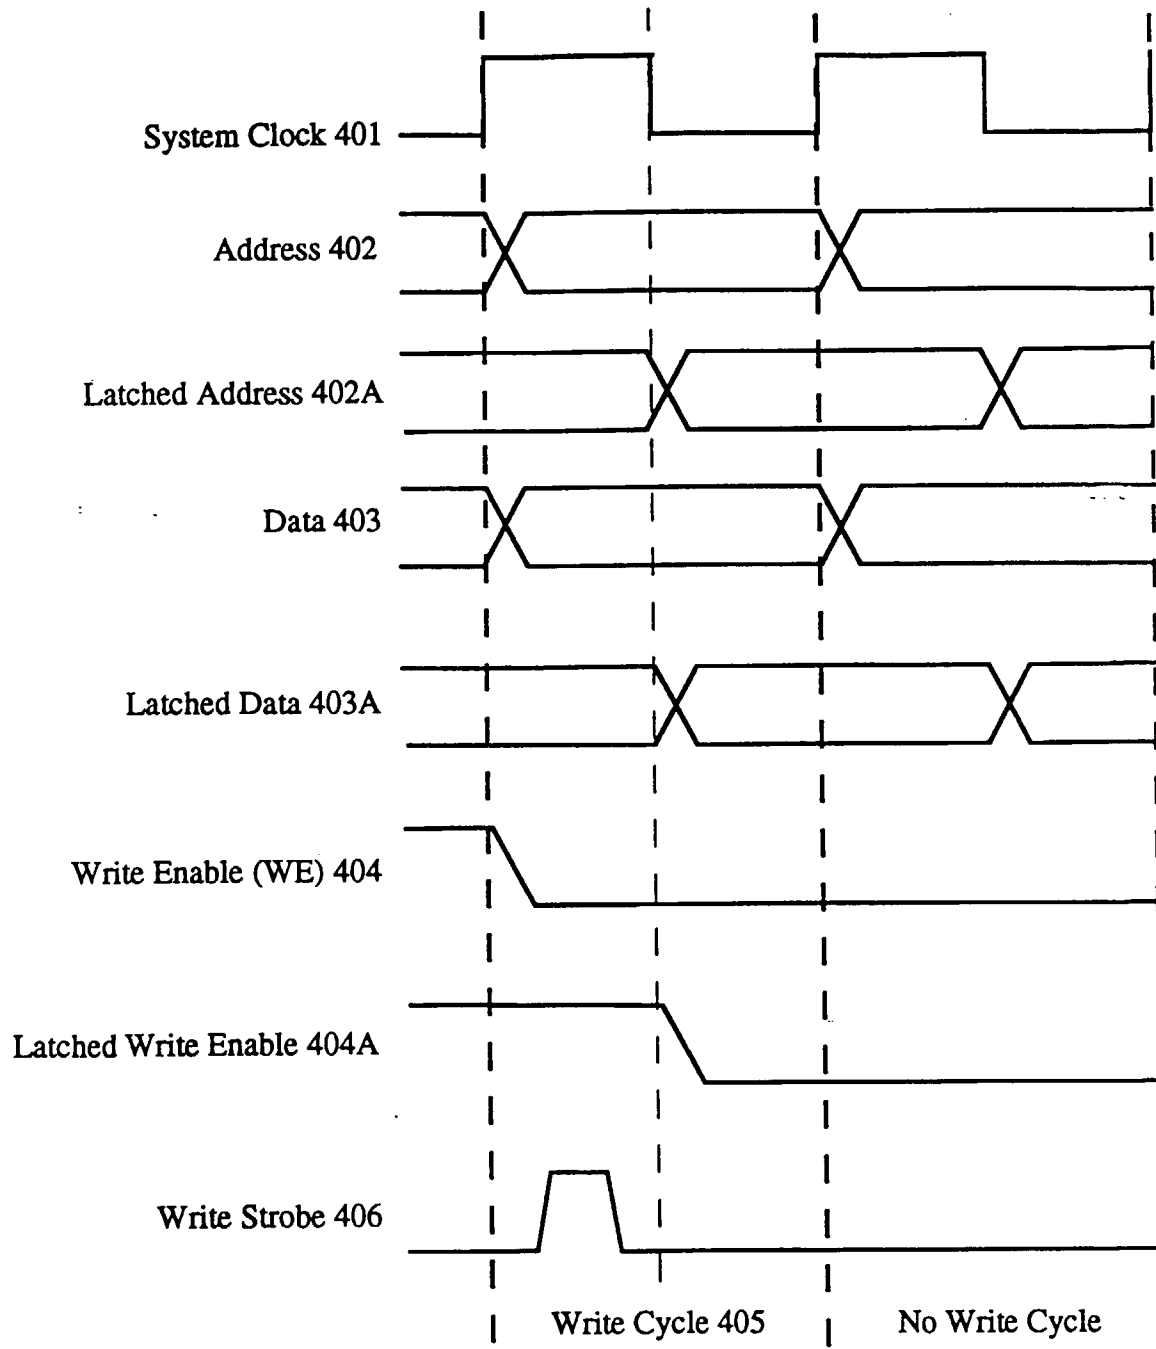 System Clock 401
Address 402
Latched Address 402A
Data 403
Latched Data 403A
Write Enable (WE) 404
Latched Write Enable 404A
Write Strobe 406
Write Cycle 405 No Write Cycle